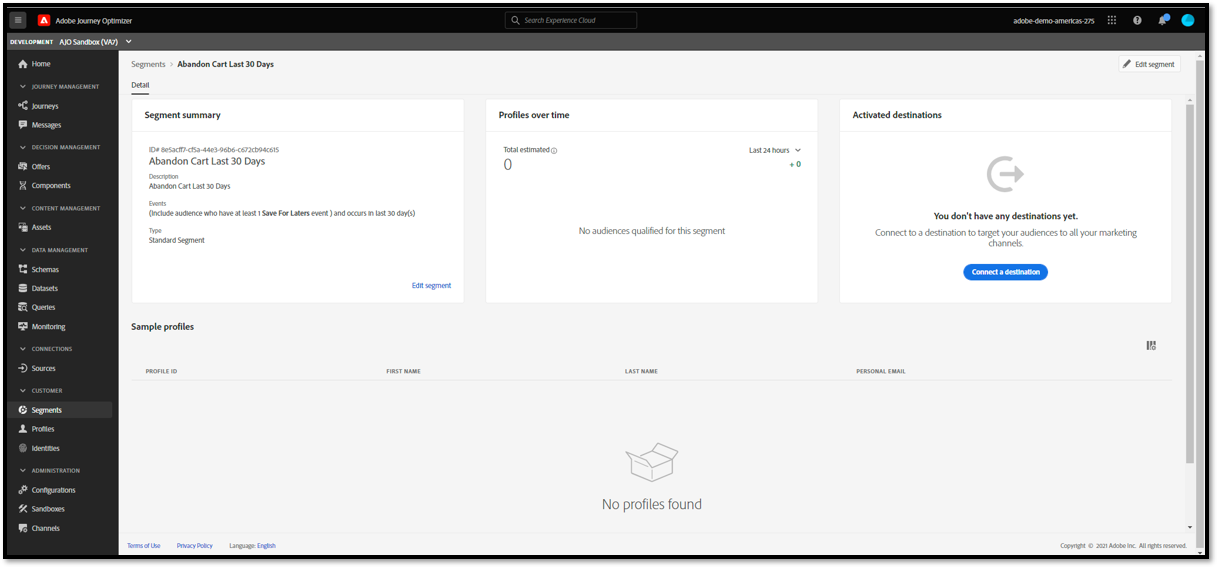 Adobe Journey Optimizer
Search Experience Cloud
adobe-demo-americas-275
DEVELOPMENT AJO Sandbox (VA7)
Home
JOURNEY MANAGEMENT
Journeys
Messages
DECISION MANAGEMENT
Offers
Components
CONTENT MANAGEMENT
Assets
DATA MANAGEMENT
Schemas
Datasets
Queries
Monitoring
CONNECTIONS
Sources
CUSTOMER
Segments
Profiles
Identities
ADMINISTRATION
Configurations
Sandboxes
Channels
Segments > Abandon Cart Last 30 Days
Edit segment
Detail
Segment summary
ID# 8e5acff7-cf5a-44e3-96b6-c672cb94c615
Abandon Cart Last 30 Days
Description
Abandon Cart Last 30 Days
Events
(Include audience who have at least 1 Save For Laters event ) and occurs in last 30 day(s)
Type
Standard Segment
Edit segment
Profiles over time
Total estimated
Last 24 hours
0
+ 0
No audiences qualified for this segment
Activated destinations
You don't have any destinations yet.
Connect to a destination to target your audiences to all your marketing
channels.
Connect a destination
Sample profiles
PROFILE ID FIRST NAME LAST NAME PERSONAL EMAIL
No profiles found
Terms of Use Privacy Policy Language: English
Copyright © 2021 Adobe Inc. All rights reserved.